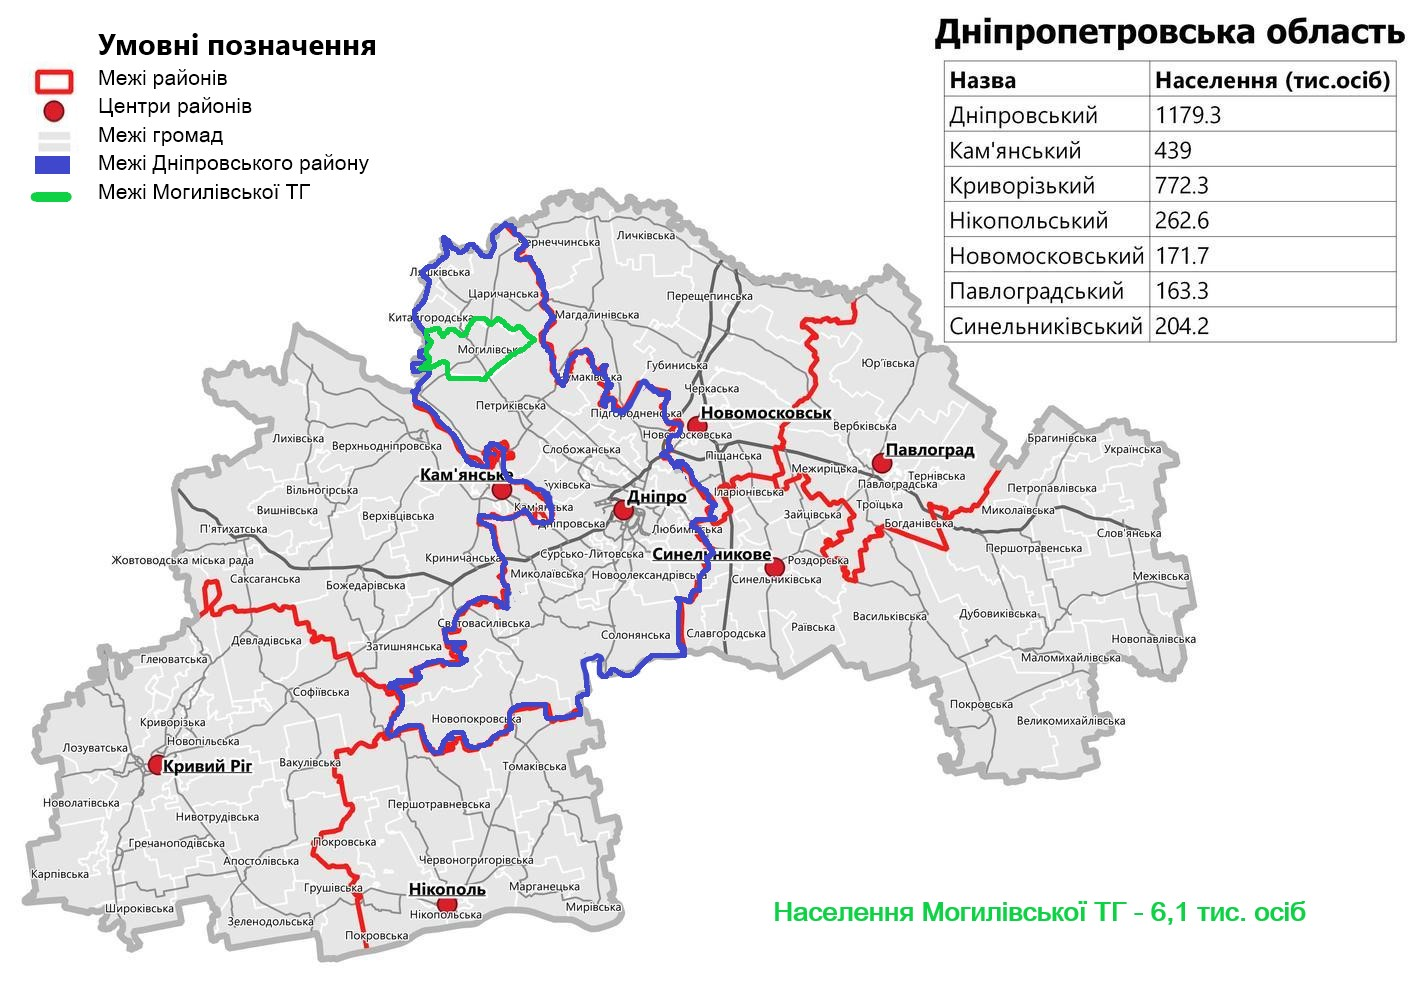 Умовні позначення
Межі районів
Центри районів
Межі громад
Межі Дніпровського району
Межі Могилівської ТГ
Дніпропетровська область
Назва Населення (тис.осіб)
Дніпровський 1179.3
Кам'янський 439
Криворізький 772.3
Нікопольський 262.6
Новомосковський 171.7
Павлоградський 163.3
Синельниківський 204.2
Личківська
Чернеччинська
Ляшківська
Царичанська
Перещепинська
Китайгородська
Магдалинівська
Могилівська
Юр'ївська
Губиниська
Черкаська
Петриківська
Підгородненська
Новомосковськ
Вербківська
Новомосковська
Лихівська
Верхньодніпровська
Слобожанська
Піщанська
Павлоград
Брагинівська
Українська
Межиріцька
Тернівська
Кам'янське
Павлоградська
Петропавлівська
Вільногірська
Іларіонівська
Дніпро
Троїцька
Вишнівська
Верхівцівська
Кам'янська
Зайцівська
Миколаївська
Дніпровська
Любимівська
Богданівська
П'ятихатська
Слов'янська
Жовтоводська міська рада
Криничанська
Сурсько-Литовська
Синельникове
Роздорська
Першотравенська
Саксаганська
Божедарівська
Миколаївська
Новоолександрівська
Синельниківська
Межівська
Святовасилівська
Васильківська
Дубовиківська
Девладівська
Затишнянська
Солонянська
Славгородська
Раївська
Новопавлівська
Глеюватська
Маломихайлівська
Софіївська
Покровська
Криворізька
Новопокровська
Великомихайлівська
Лозуватська
Новопільська
Кривий Ріг
Вакулівська
Томаківська
Новолатівська
Першотравневська
Нивотрудівська
Гречаноподівська
Покровська
Апостолівська
Червоногригорівська
Карпівська
Грушівська
Нікополь
Марганецька
Широківська
Зеленодольська
Нікопольська
Мирівська
Покровська
Населення Могилівської ТГ - 6,1 тис. осіб